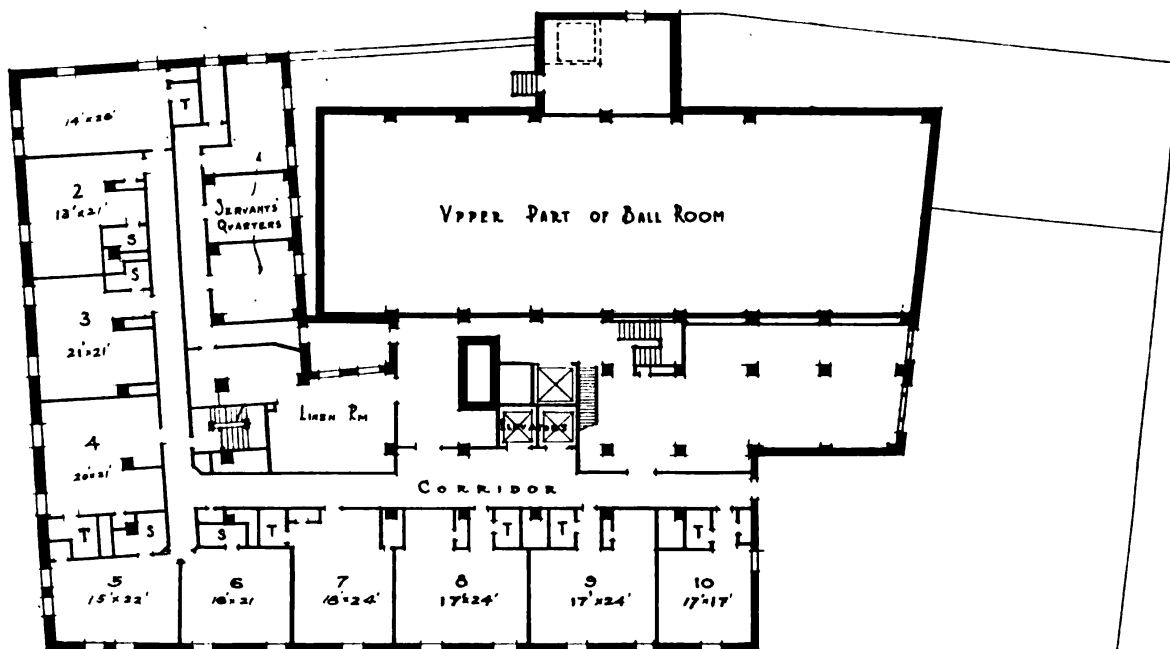 T
14'x26'
2
13'x21'
S
S
SERVANTS'
QUARTERS
UPPER PART OF BALL ROOM
3
21'x21'
LINEN RM
ELEVATORS
4
20'x21'
CORRIDOR
T
S
S
T
T
T
T
5
15'x22'
6
16'x21
7
18'x24'
8
17'x24'
9
17'x24'
10
17'x17'